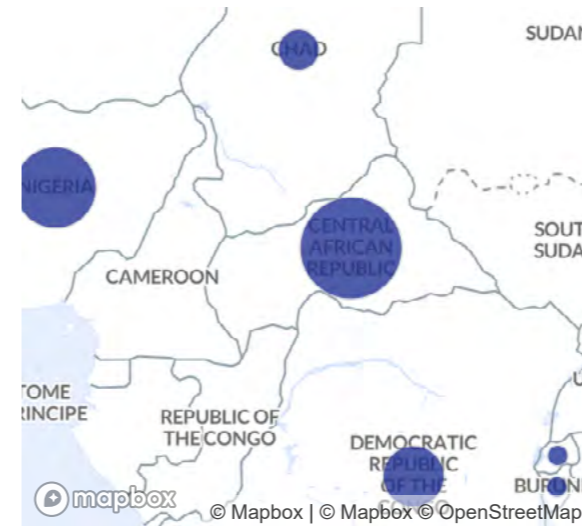 CHAD
SUDAN
NIGERIA
CENTRAL
AFRICAN
REPUBLIC
SOUT
SUDA
CAMEROON
TOME
RINCIPE
REPUBLIC OF
THE CONGO
DEMOCRATIC
REPUBLIC
OF THE
BURUNDI
mapbox
© Mapbox | © Mapbox © OpenStreetMap